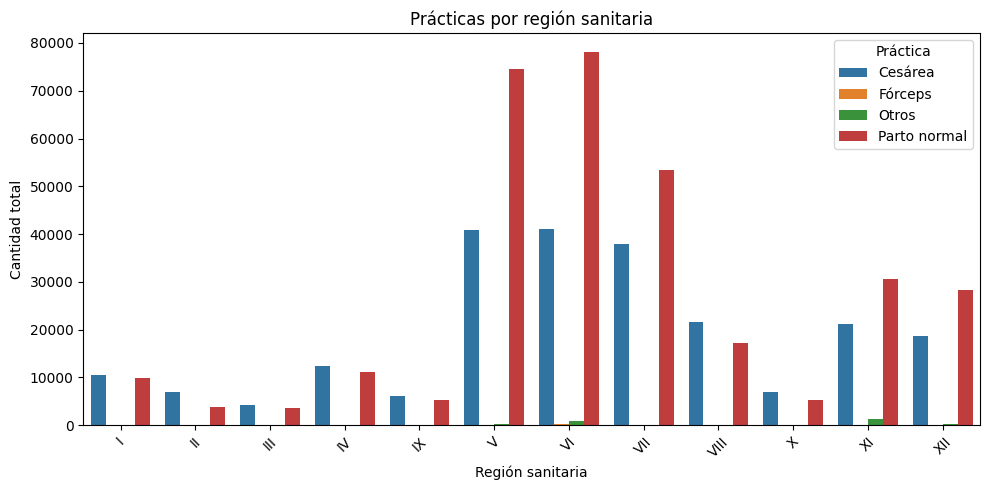 Prácticas por región sanitaria
Práctica
Cesárea
Fórceps
Otros
Parto normal
Cantidad total
80000
70000
60000
50000
40000
30000
20000
10000
0
I
II
III
IV
IX
V
VI
VII
VIII
X
XI
XII
Región sanitaria